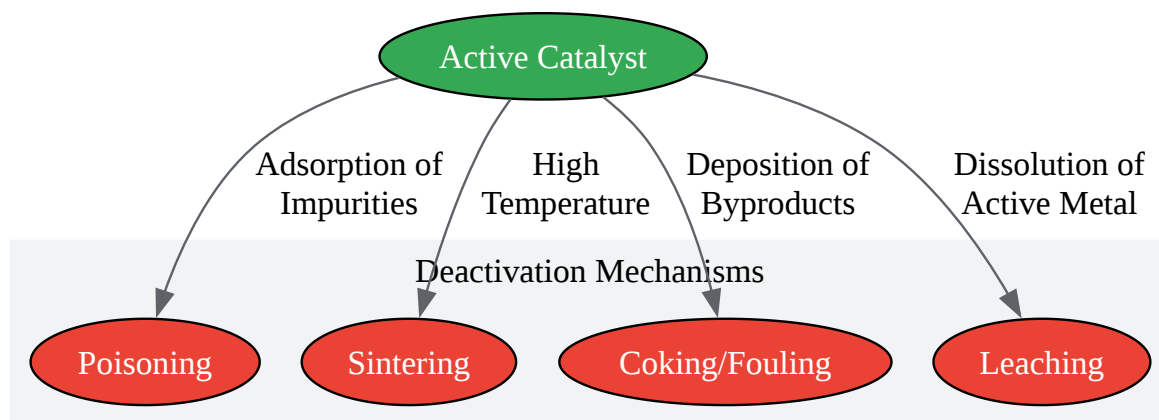 Active Catalyst
Adsorption of
Impurities
High
Temperature
Deposition of
Byproducts
Dissolution of
Active Metal
Deactivation Mechanisms
Poisoning
Sintering
Coking/Fouling
Leaching